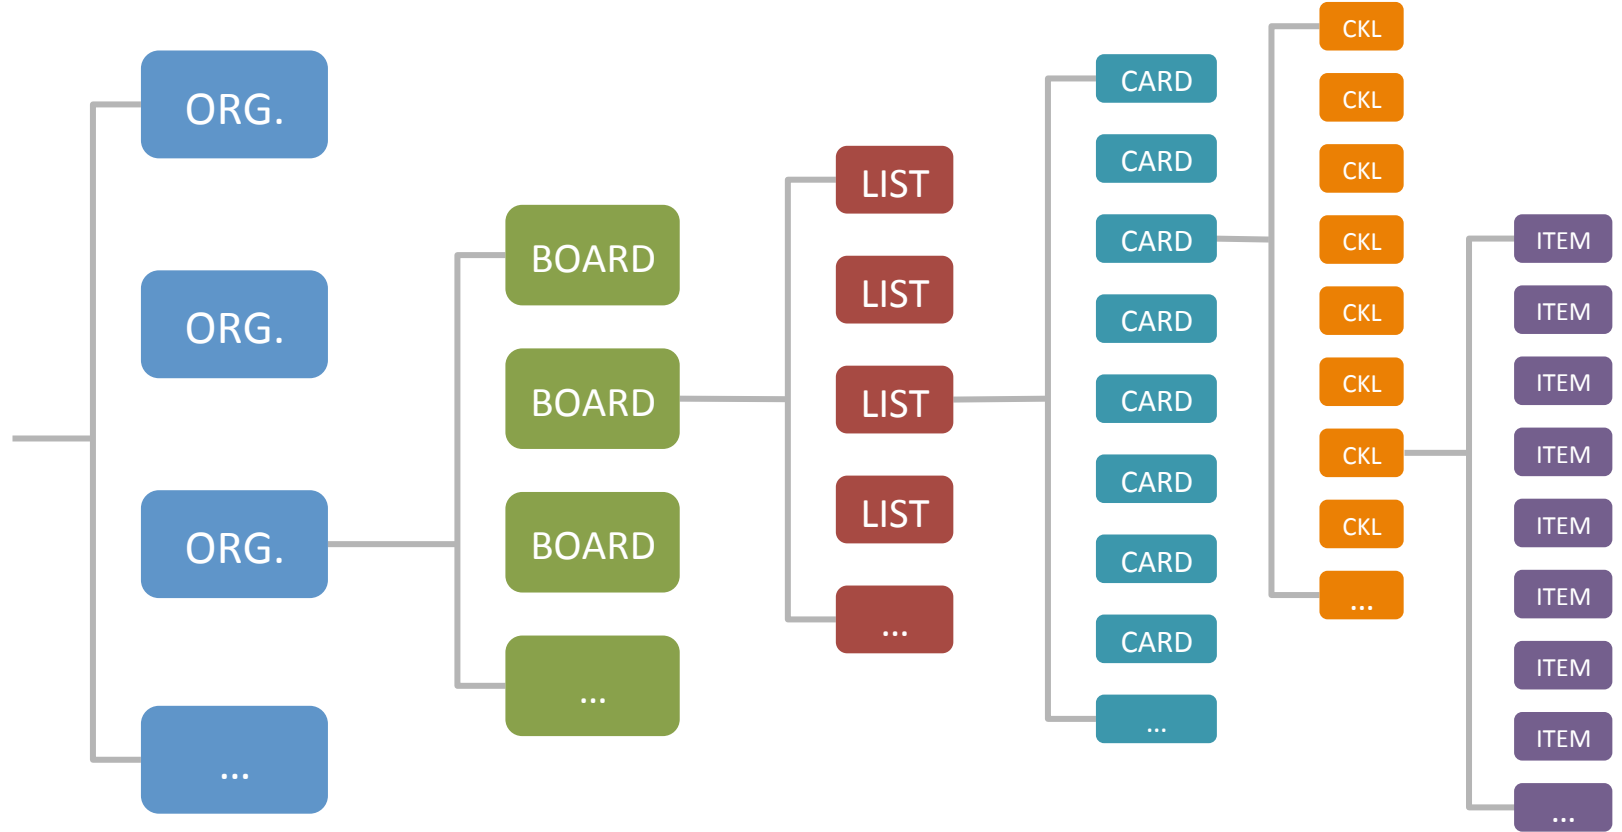 ORG.
ORG.
ORG.
...
BOARD
BOARD
BOARD
...
LIST
LIST
LIST
LIST
...
CARD
CARD
CARD
CARD
CARD
CARD
CARD
CARD
...
CKL
CKL
CKL
CKL
CKL
CKL
CKL
CKL
...
ITEM
ITEM
ITEM
ITEM
ITEM
ITEM
ITEM
ITEM
...